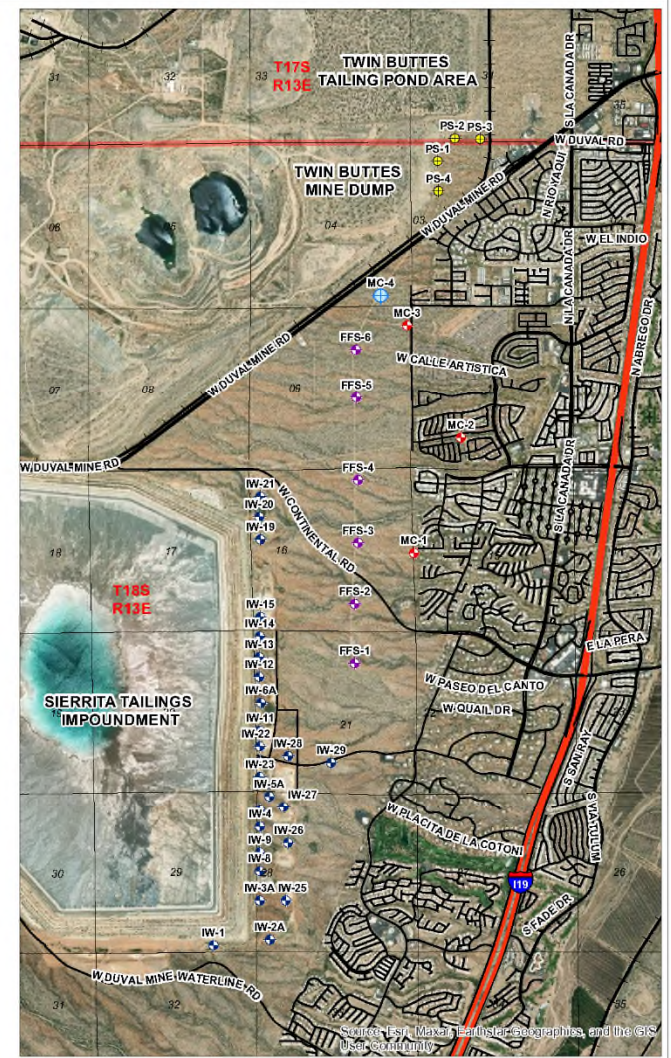 31
32
33
T17S
R13E
TWIN BUTTES
TAILING POND AREA
31
S LA CANADA DR
35
PS-2
PS-3
W DUVAL RD
PS-1
TWIN BUTTES
MINE DUMP
PS-4
W DUVAL MINE RD
N RIO YAQUI
06
05
04
03
W EL INDIO
N LA CANADA DR
N ABREGO DR
MC-4
MC-3
FFS-6
W DUVAL MINE RD
W CALLE ARTISTICA
07
08
09
FFS-5
MC-2
W DUVAL MINE RD
FFS-4
S LA CANADA DR
IW-21
IW-20
IW-19
W CONTINENTAL RD
18
17
16
FFS-3
MC-1
T18S
R13E
FFS-2
IW-15
IW-14
IW-13
IW-12
E LA PERA
FFS-1
W PASEO DEL CANTO
IW-6A
SIERRITA TAILINGS
IMPOUNDMENT
W QUAIL DR
IW-11
21
IW-22
IW-28
IW-29
S SAN RAY
IW-23
IW-5A
IW-27
IW-4
S VIA TULUM
W PLACITA DE LA COTONI
IW-26
IW-9
IW-8
30
29
28
27
26
I19
IW-3A
IW-25
S FADE DR
IW-1
IW-2A
W DUVAL MINE WATERLINE RD
31
32
35
Source: Esri, Maxar, Earthstar Geographics, and the GIS
User Community